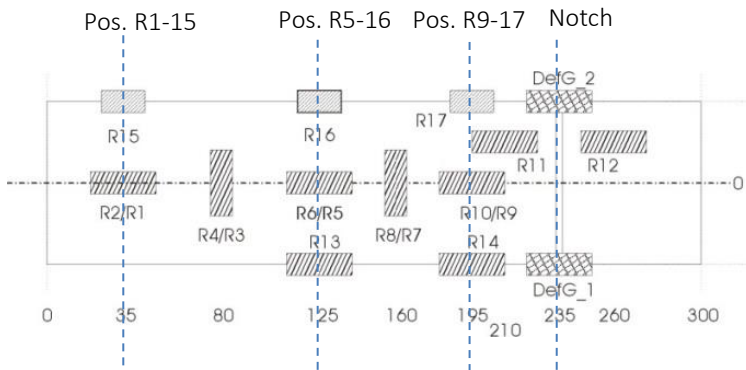 Pos. R1-15
Pos. R5-16
Pos. R9-17
Notch
DefG_2
R15
R16
R17
R11
R12
0
R2/R1
R6/R5
R10/R9
R4/R3
R13
R8/R7
R14
DefG_1
0 35 80 125 160 195 235 260 300
210